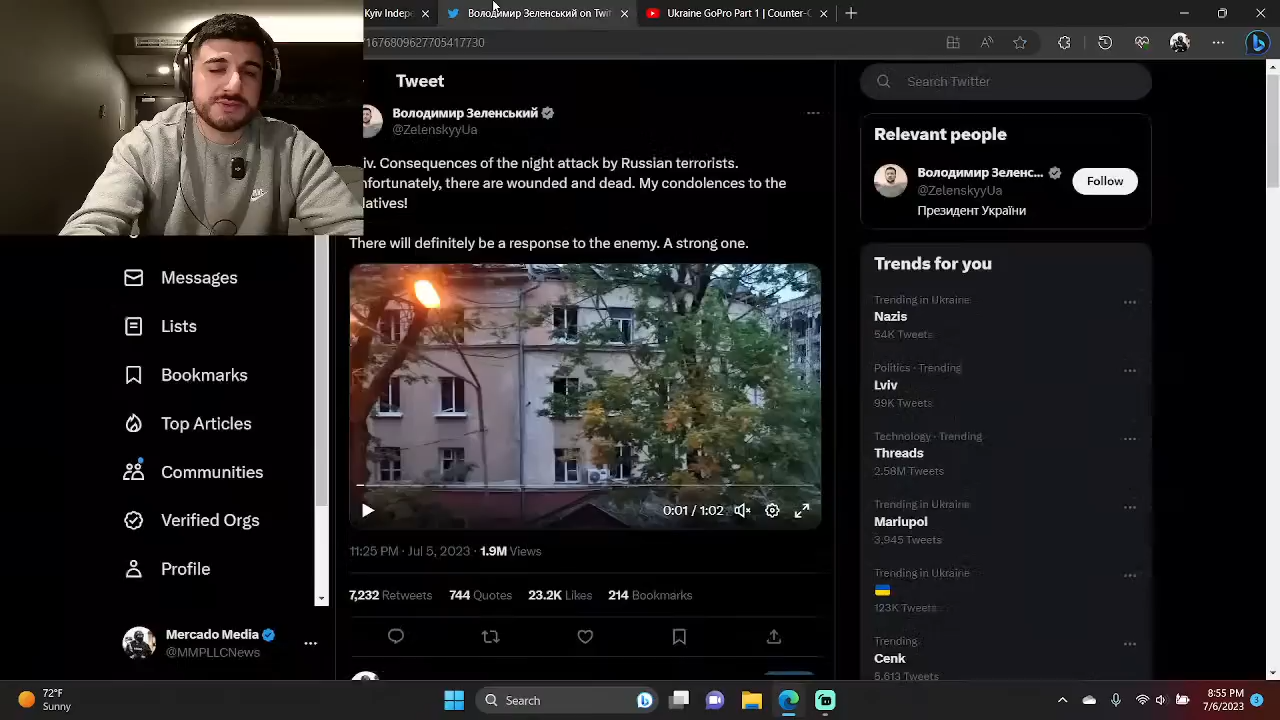 Kyiv Indep
Володимир Зеленський on Twit
Ukraine GoPro Part 1 | Counter-
1676809627705417730
Tweet
Search Twitter
Володимир Зеленський
@ZelenskyyUa
iv. Consequences of the night attack by Russian terrorists.
nfortunately, there are wounded and dead. My condolences to the
latives!
There will definitely be a response to the enemy. A strong one.
0:01 / 1:02
11:25 PM · Jul 5, 2023 · 1.9M Views
7,232 Retweets 744 Quotes 23.2K Likes 214 Bookmarks
Relevant people
Володимир Зеленс...
@ZelenskyyUa
Follow
Президент України
Trends for you
Trending in Ukraine
Nazis
54K Tweets
Politics · Trending
Lviv
99K Tweets
Technology · Trending
Threads
2.58M Tweets
Trending in Ukraine
Mariupol
3,945 Tweets
Trending in Ukraine
🇺🇦
123K Tweets
Trending
Cenk
5,613 Tweets
Messages
Lists
Bookmarks
Top Articles
Communities
Verified Orgs
Profile
Mercado Media
@MMPLLCNews
72°F
Sunny
Search
8:55 PM
7/6/2023
3